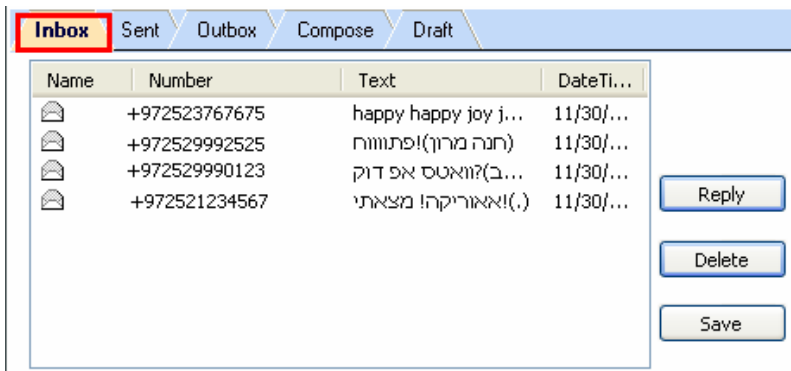 Inbox Sent Outbox Compose Draft
Name Number Text DateTi...
+972523767675 happy happy joy j... 11/30/...
+972529992525 פתווווח!(חנה מרון) 11/30/...
+972529990123 וואטס אפ דוק?(ב... 11/30/...
+972521234567 אאוריקה! מצאתי!(.) 11/30/...
Reply
Delete
Save